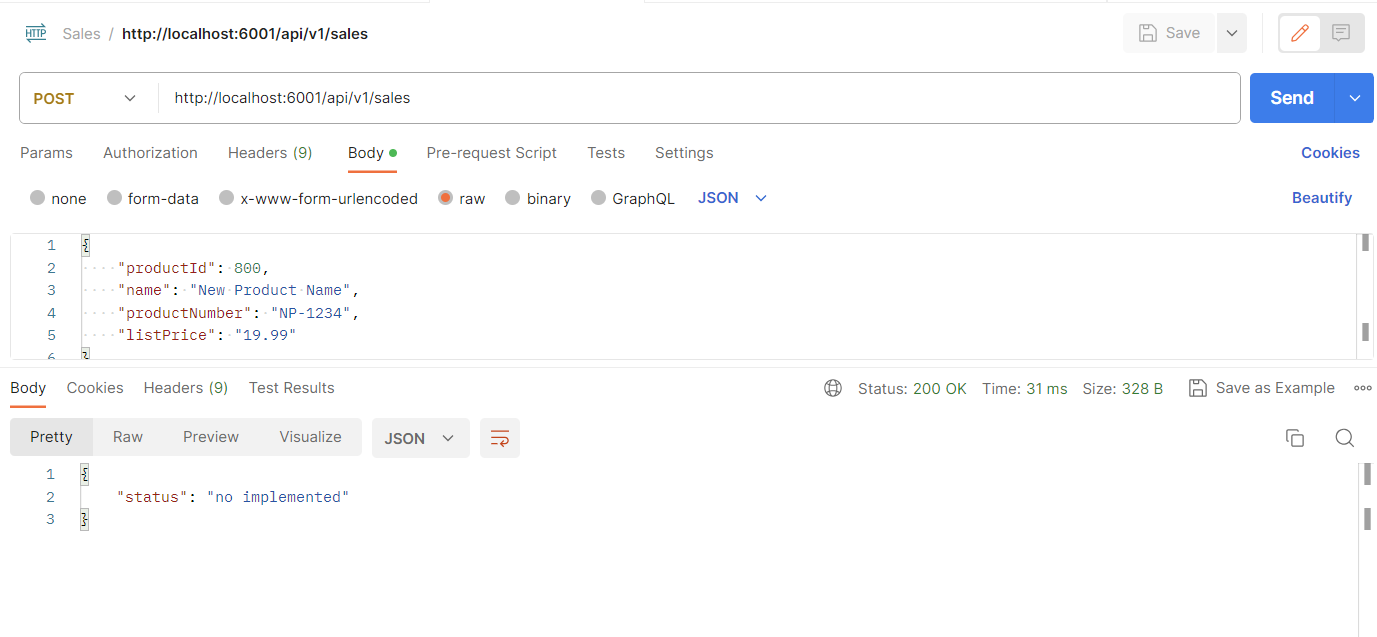 HTTP Sales / http://localhost:6001/api/v1/sales Save
POST http://localhost:6001/api/v1/sales Send
Params Authorization Headers (9) Body Pre-request Script Tests Settings Cookies
none form-data x-www-form-urlencoded raw binary GraphQL JSON Beautify
1 {
2 "productId": 800,
3 "name": "New Product Name",
4 "productNumber": "NP-1234",
5 "listPrice": "19.99"
6 }
Body Cookies Headers (9) Test Results Status: 200 OK Time: 31 ms Size: 328 B Save as Example
Pretty Raw Preview Visualize JSON
1 {
2 "status": "no implemented"
3 }